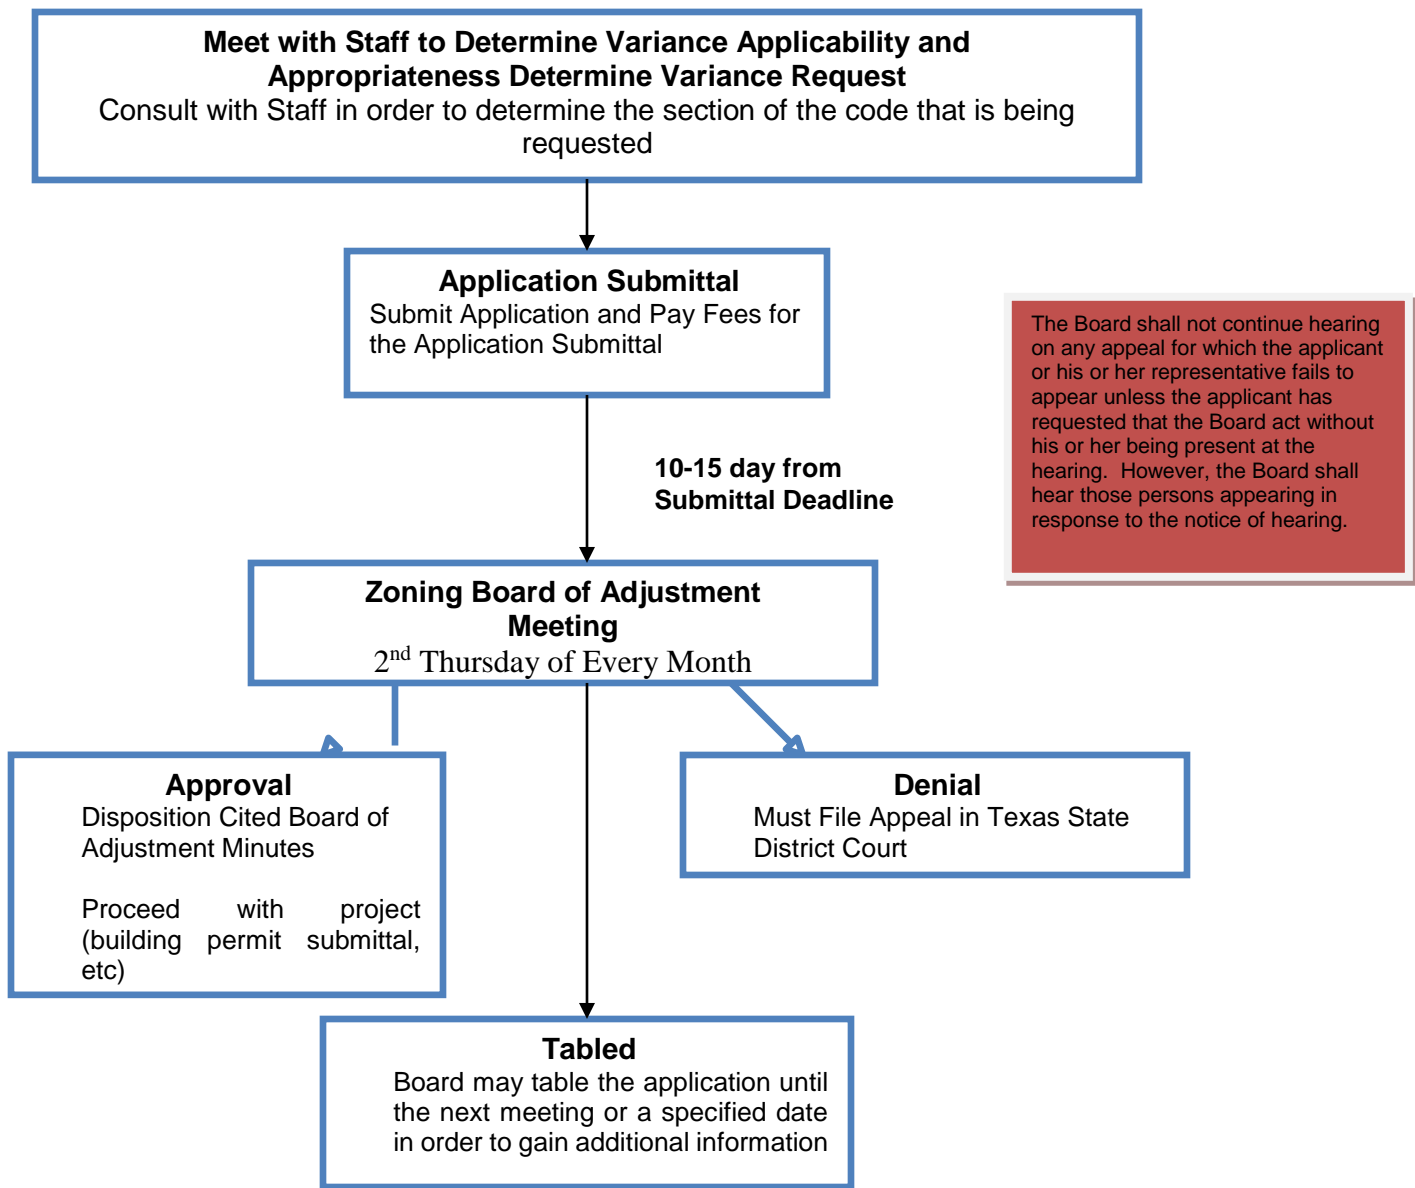 Meet with Staff to Determine Variance Applicability and
Appropriateness Determine Variance Request
Consult with Staff in order to determine the section of the code that is being
requested
Application Submittal
Submit Application and Pay Fees for
the Application Submittal
The Board shall not continue hearing
on any appeal for which the applicant
or his or her representative fails to
appear unless the applicant has
requested that the Board act without
his or her being present at the
hearing.  However, the Board shall
hear those persons appearing in
response to the notice of hearing.
10-15 day from
Submittal Deadline
Zoning Board of Adjustment
Meeting
2nd Thursday of Every Month
Approval
Disposition Cited Board of
Adjustment Minutes
Proceed with project
(building permit submittal,
etc)
Denial
Must File Appeal in Texas State
District Court
Tabled
Board may table the application until
the next meeting or a specified date
in order to gain additional information